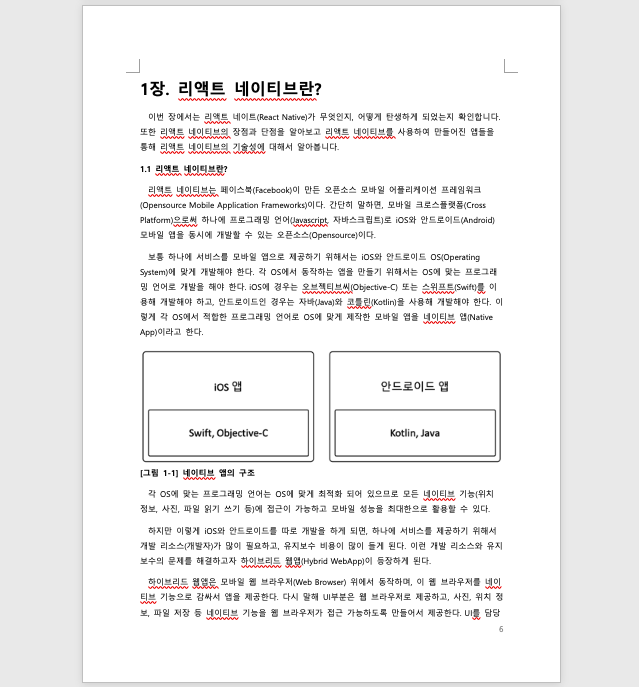 1장. 리액트 네이티브란?
이번 장에서는 리액트 네이트(React Native)가 무엇인지, 어떻게 탄생하게 되었는지 확인합니다.
또한 리액트 네이티브의 장점과 단점을 알아보고 리액트 네이티브를 사용하여 만들어진 앱들을
통해 리액트 네이티브의 기술성에 대해서 알아봅니다.
1.1 리액트 네이티브란?
리액트 네이티브는 페이스북(Facebook)이 만든 오픈소스 모바일 어플리케이션 프레임워크
(Opensource Mobile Application Frameworks)이다. 간단히 말하면, 모바일 크로스플랫폼(Cross
Platform)으로써 하나에 프로그래밍 언어(Javascript, 자바스크립트)로 iOS와 안드로이드(Android)
모바일 앱을 동시에 개발할 수 있는 오픈소스(Opensource)이다.
보통 하나에 서비스를 모바일 앱으로 제공하기 위해서는 iOS와 안드로이드 OS(Operating
System)에 맞게 개발해야 한다. 각 OS에서 동작하는 앱을 만들기 위해서는 OS에 맞는 프로그래
밍 언어로 개발을 해야 한다. iOS에 경우는 오브젝티브씨(Objective-C) 또는 스위프트(Swift)를 이
용해 개발해야 하고, 안드로이드인 경우는 자바(Java)와 코틀린(Kotlin)을 사용해 개발해야 한다. 이
렇게 각 OS에서 적합한 프로그래밍 언어로 OS에 맞게 제작한 모바일 앱을 네이티브 앱(Native
App)이라고 한다.
iOS 앱
안드로이드 앱
Swift, Objective-C
Kotlin, Java
[그림 1-1] 네이티브 앱의 구조
각 OS에 맞는 프로그래밍 언어는 OS에 맞게 최적화 되어 있으므로 모든 네이티브 기능(위치
정보, 사진, 파일 읽기 쓰기 등)에 접근이 가능하고 모바일 성능을 최대한으로 활용할 수 있다.
하지만 이렇게 iOS와 안드로이드를 따로 개발을 하게 되면, 하나에 서비스를 제공하기 위해서
개발 리소스(개발자)가 많이 필요하고, 유지보수 비용이 많이 들게 된다. 이런 개발 리소스와 유지
보수의 문제를 해결하고자 하이브리드 웹앱(Hybrid WebApp)이 등장하게 된다.
하이브리드 웹앱은 모바일 웹 브라우저(Web Browser) 위에서 동작하며, 이 웹 브라우저를 네이
티브 기능으로 감싸서 앱을 제공한다. 다시 말해 UI부분은 웹 브라우저로 제공하고, 사진, 위치 정
보, 파일 저장 등 네이티브 기능을 웹 브라우저가 접근 가능하도록 만들어서 제공한다. UI를 담당
6